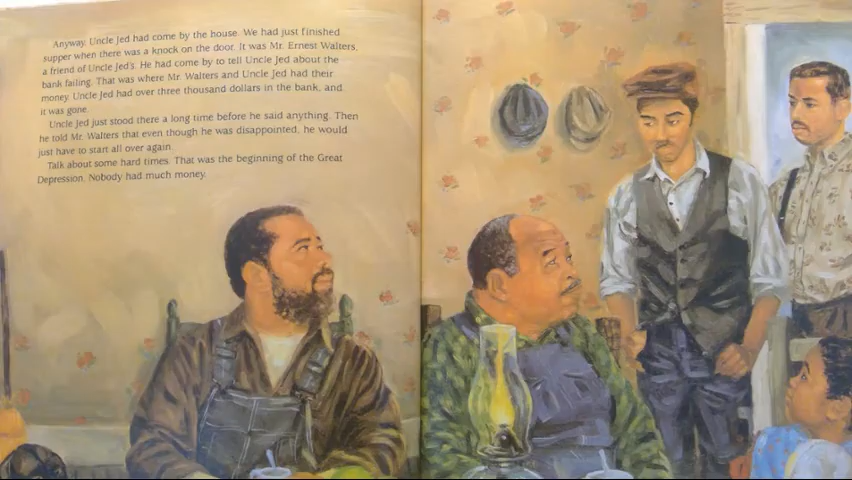 Anyway, Uncle Jed had come by the house. We had just finished
supper when there was a knock on the door. It was Mr. Ernest Walters,
a friend of Uncle Jed's. He had come by to tell Uncle Jed about the
bank failing. That was where Mr. Walters and Uncle Jed had their
money. Uncle Jed had over three thousand dollars in the bank, and
it was gone.
Uncle Jed just stood there a long time before he said anything. Then
he told Mr. Walters that even though he was disappointed, he would
just have to start all over again.
Talk about some hard times. That was the beginning of the Great
Depression. Nobody had much money.